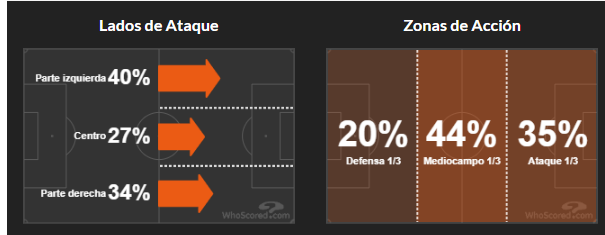 Lados de Ataque
Parte izquierda 40%
Centro 27%
Parte derecha 34%
WhoScored.com
Zonas de Acción
20% 44% 35%
Defensa 1/3 Mediocampo 1/3 Ataque 1/3
WhoScored.com